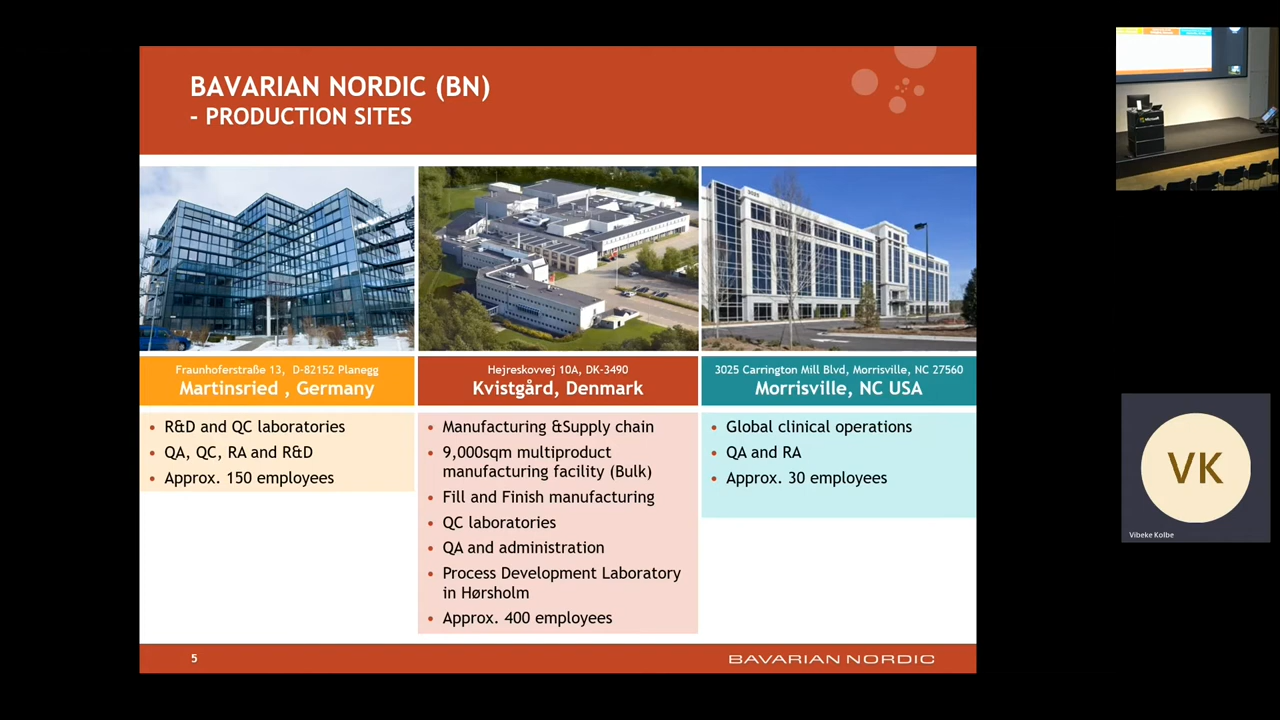 BAVARIAN NORDIC (BN)
- PRODUCTION SITES
Fraunhoferstraße 13, D-82152 Planegg
Martinsried , Germany
R&D and QC laboratories
QA, QC, RA and R&D
Approx. 150 employees
Hejreskovvej 10A, DK-3490
Kvistgård, Denmark
Manufacturing &Supply chain
9,000sqm multiproduct
manufacturing facility (Bulk)
Fill and Finish manufacturing
QC laboratories
QA and administration
Process Development Laboratory
in Hørsholm
Approx. 400 employees
3025 Carrington Mill Blvd, Morrisville, NC 27560
Morrisville, NC USA
Global clinical operations
QA and RA
Approx. 30 employees
5
BAVARIAN NORDIC
Microsoft
VK
Vibeke Kolbe